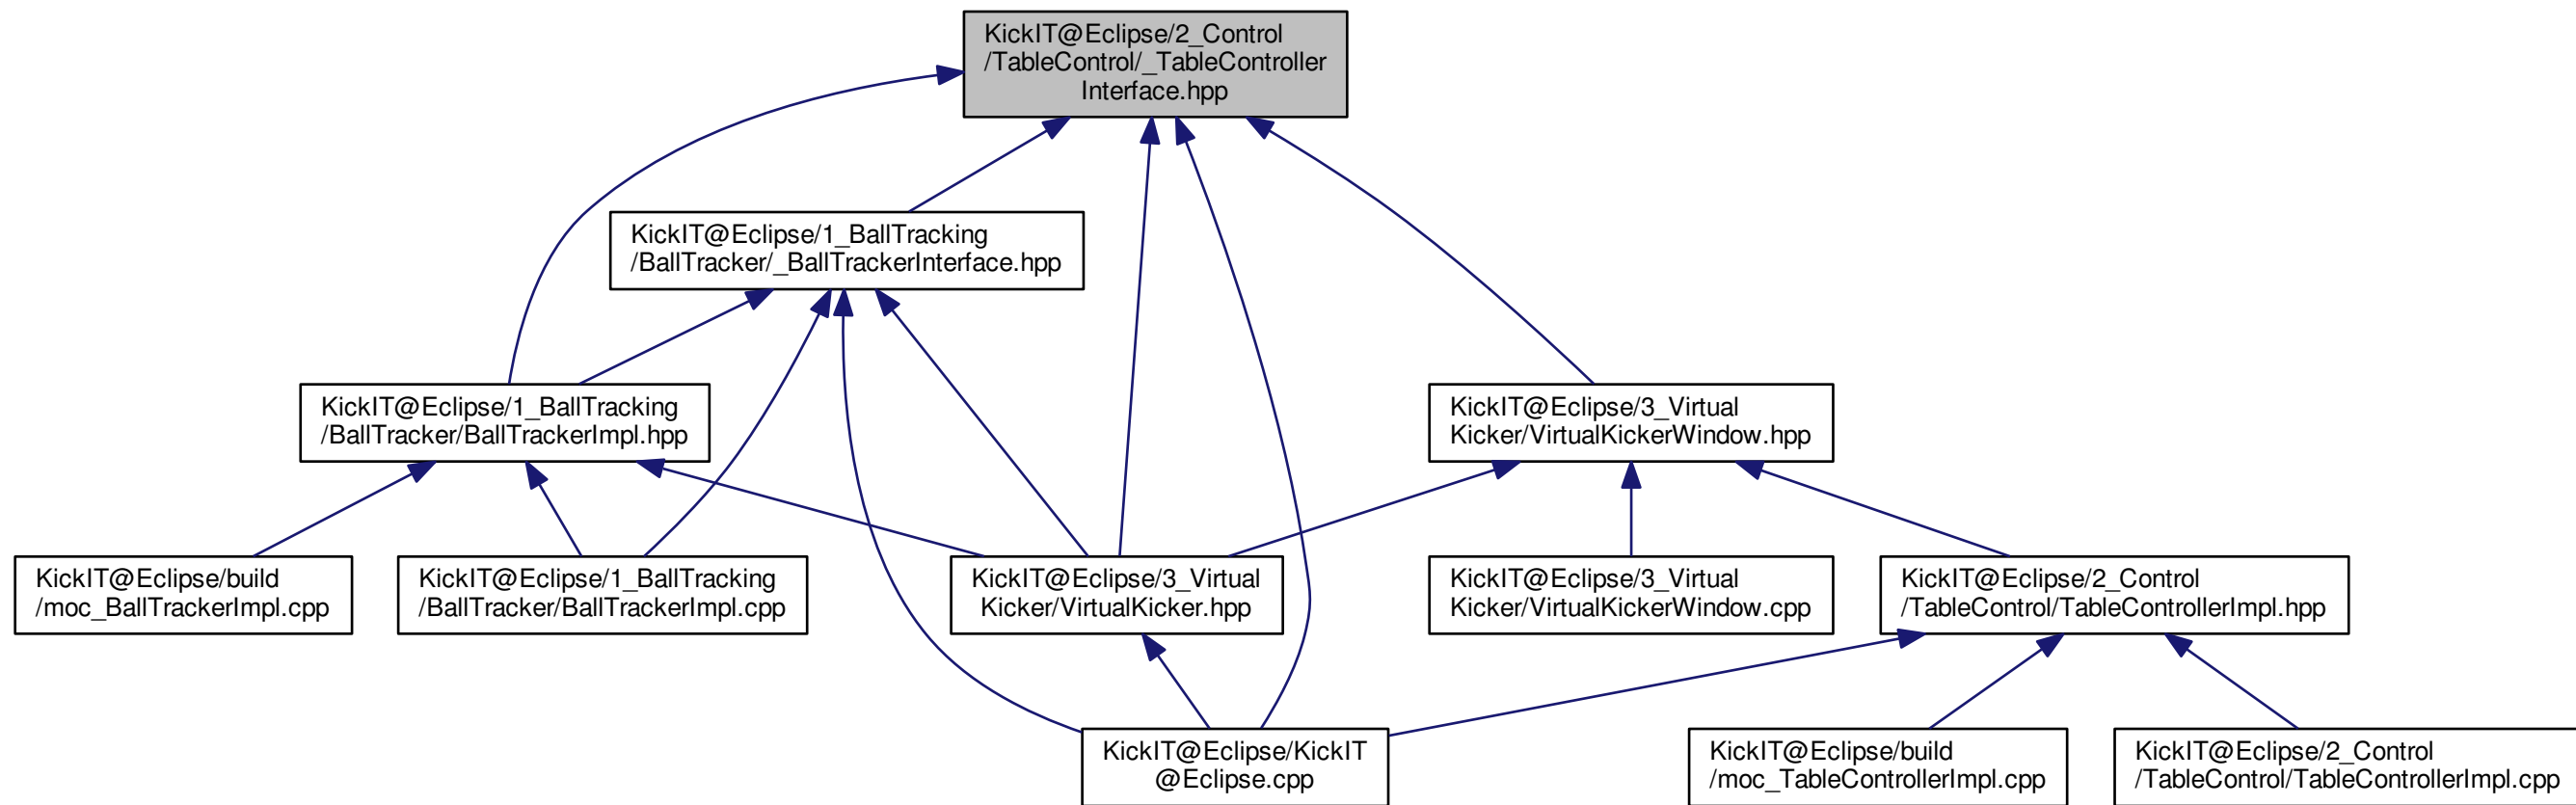 KickIT@Eclipse/2_Control
/TableControl/_TableController
Interface.hpp
KickIT@Eclipse/1_BallTracking
/BallTracker/_BallTrackerInterface.hpp
KickIT@Eclipse/1_BallTracking
/BallTracker/BallTrackerImpl.hpp
KickIT@Eclipse/3_Virtual
Kicker/VirtualKickerWindow.hpp
KickIT@Eclipse/build
/moc_BallTrackerImpl.cpp
KickIT@Eclipse/1_BallTracking
/BallTracker/BallTrackerImpl.cpp
KickIT@Eclipse/3_Virtual
Kicker/VirtualKicker.hpp
KickIT@Eclipse/3_Virtual
Kicker/VirtualKickerWindow.cpp
KickIT@Eclipse/2_Control
/TableControl/TableControllerImpl.hpp
KickIT@Eclipse/KickIT
@Eclipse.cpp
KickIT@Eclipse/build
/moc_TableControllerImpl.cpp
KickIT@Eclipse/2_Control
/TableControl/TableControllerImpl.cpp